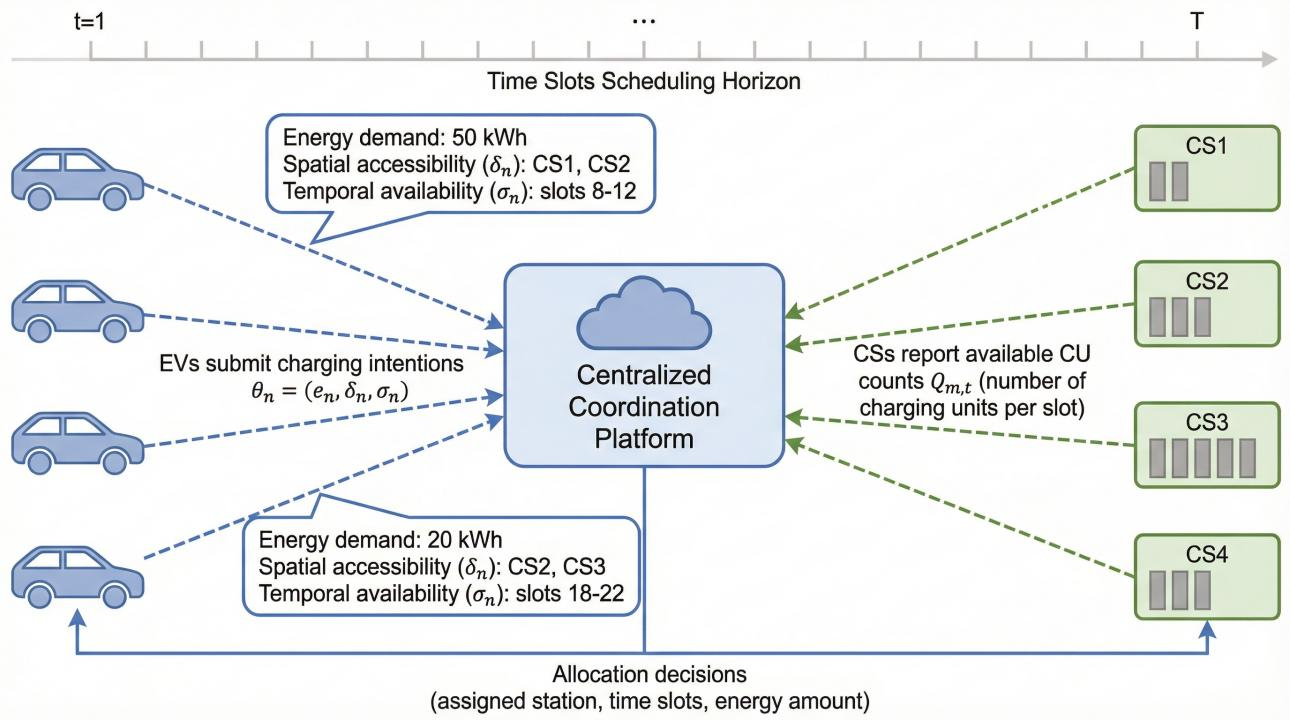 t=1 ... T
Time Slots Scheduling Horizon
Energy demand: 50 kWh
Spatial accessibility (δₙ): CS1, CS2
Temporal availability (σₙ): slots 8-12
CS1
CS2
EVs submit charging intentions
θₙ = (eₙ, δₙ, σₙ)
Centralized
Coordination
Platform
CSs report available CU
counts Qₘ,ₜ (number of
charging units per slot)
CS3
Energy demand: 20 kWh
Spatial accessibility (δₙ): CS2, CS3
Temporal availability (σₙ): slots 18-22
CS4
Allocation decisions
(assigned station, time slots, energy amount)